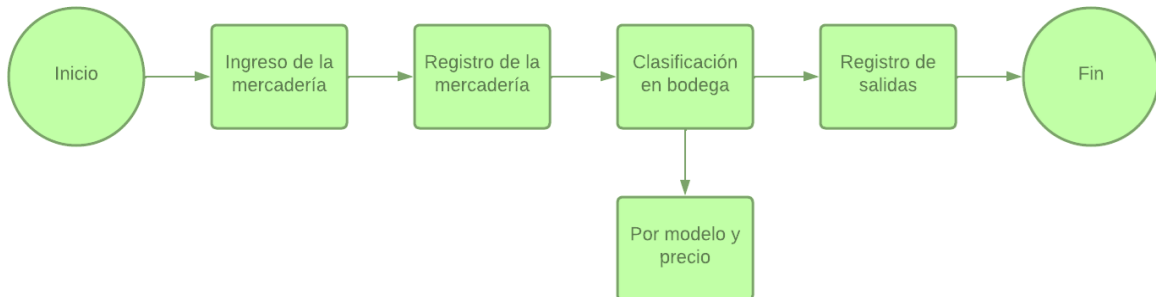 Inicio
Ingreso de la
mercadería
Registro de la
mercadería
Clasificación
en bodega
Registro de
salidas
Fin
Por modelo y
precio